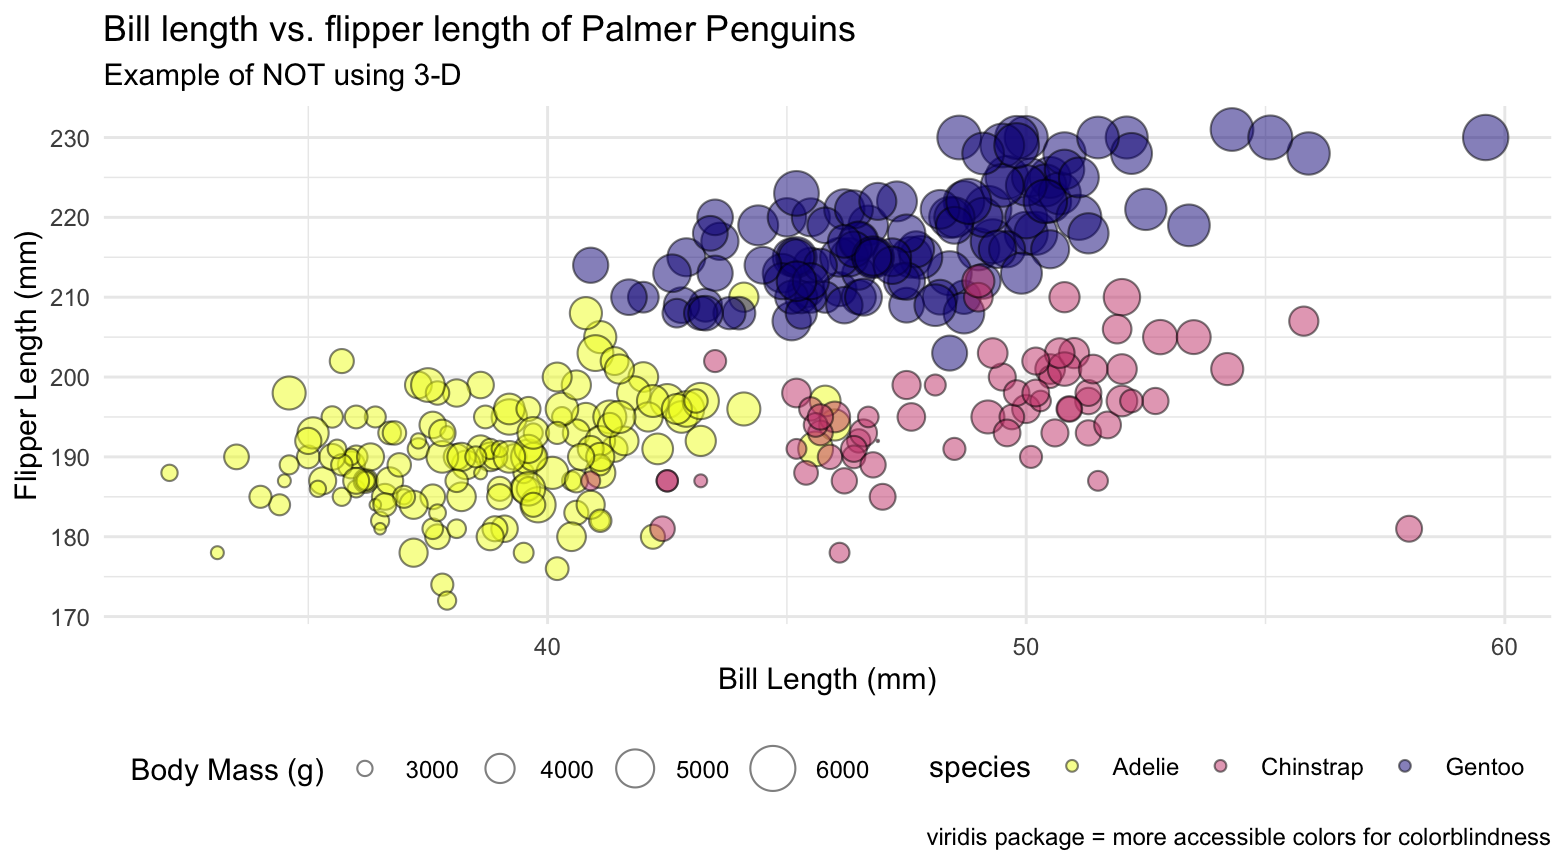 Bill length vs. flipper length of Palmer Penguins
Example of NOT using 3-D
230
220
210
200
190
180
170
Flipper Length (mm)
40 50 60
Bill Length (mm)
Body Mass (g) 3000 4000 5000 6000 species Adelie Chinstrap Gentoo
viridis package = more accessible colors for colorblindness